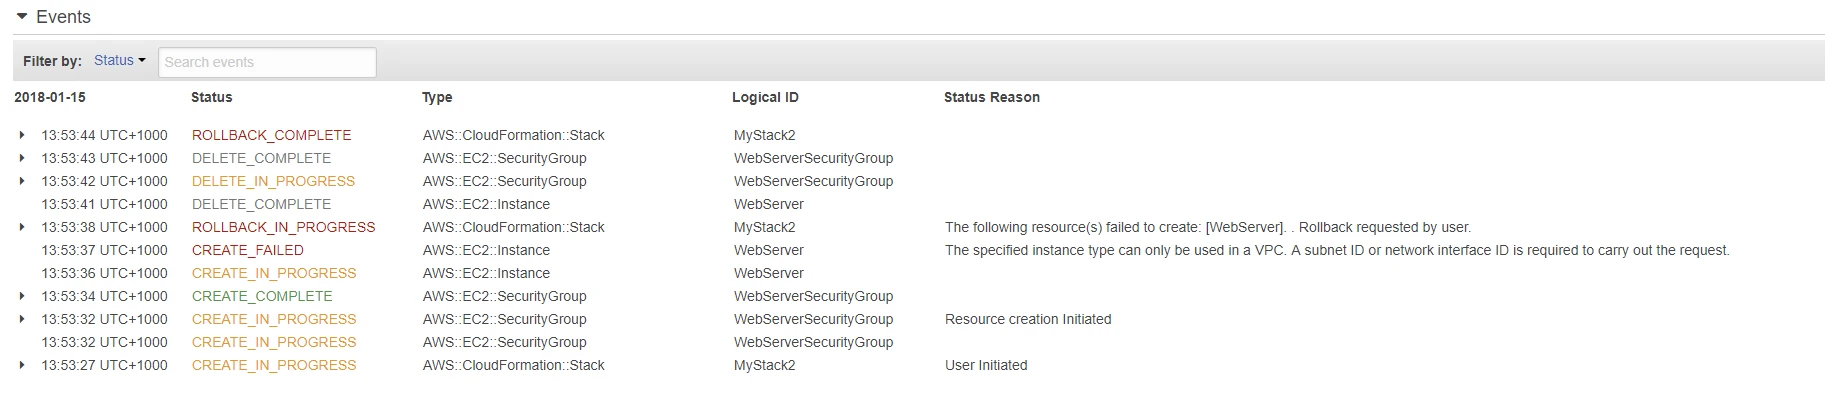 Events
Filter by: Status Search events
2018-01-15 Status Type Logical ID Status Reason
13:53:44 UTC+1000 ROLLBACK_COMPLETE AWS::CloudFormation::Stack MyStack2
13:53:43 UTC+1000 DELETE_COMPLETE AWS::EC2::SecurityGroup WebServerSecurityGroup
13:53:42 UTC+1000 DELETE_IN_PROGRESS AWS::EC2::SecurityGroup WebServerSecurityGroup
13:53:41 UTC+1000 DELETE_COMPLETE AWS::EC2::Instance WebServer
13:53:38 UTC+1000 ROLLBACK_IN_PROGRESS AWS::CloudFormation::Stack MyStack2 The following resource(s) failed to create: [WebServer]. . Rollback requested by user.
13:53:37 UTC+1000 CREATE_FAILED AWS::EC2::Instance WebServer The specified instance type can only be used in a VPC. A subnet ID or network interface ID is required to carry out the request.
13:53:36 UTC+1000 CREATE_IN_PROGRESS AWS::EC2::Instance WebServer
13:53:34 UTC+1000 CREATE_COMPLETE AWS::EC2::SecurityGroup WebServerSecurityGroup
13:53:32 UTC+1000 CREATE_IN_PROGRESS AWS::EC2::SecurityGroup WebServerSecurityGroup Resource creation Initiated
13:53:32 UTC+1000 CREATE_IN_PROGRESS AWS::EC2::SecurityGroup WebServerSecurityGroup
13:53:27 UTC+1000 CREATE_IN_PROGRESS AWS::CloudFormation::Stack MyStack2 User Initiated